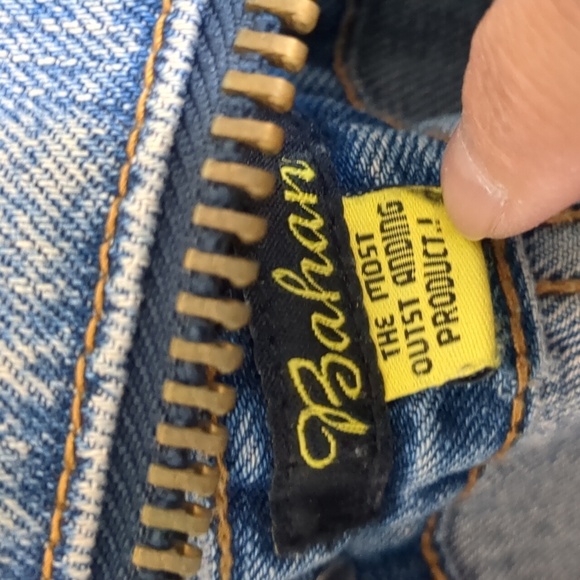 Bahan
THE MOST
OUTST ANDING
PRODUCT.!